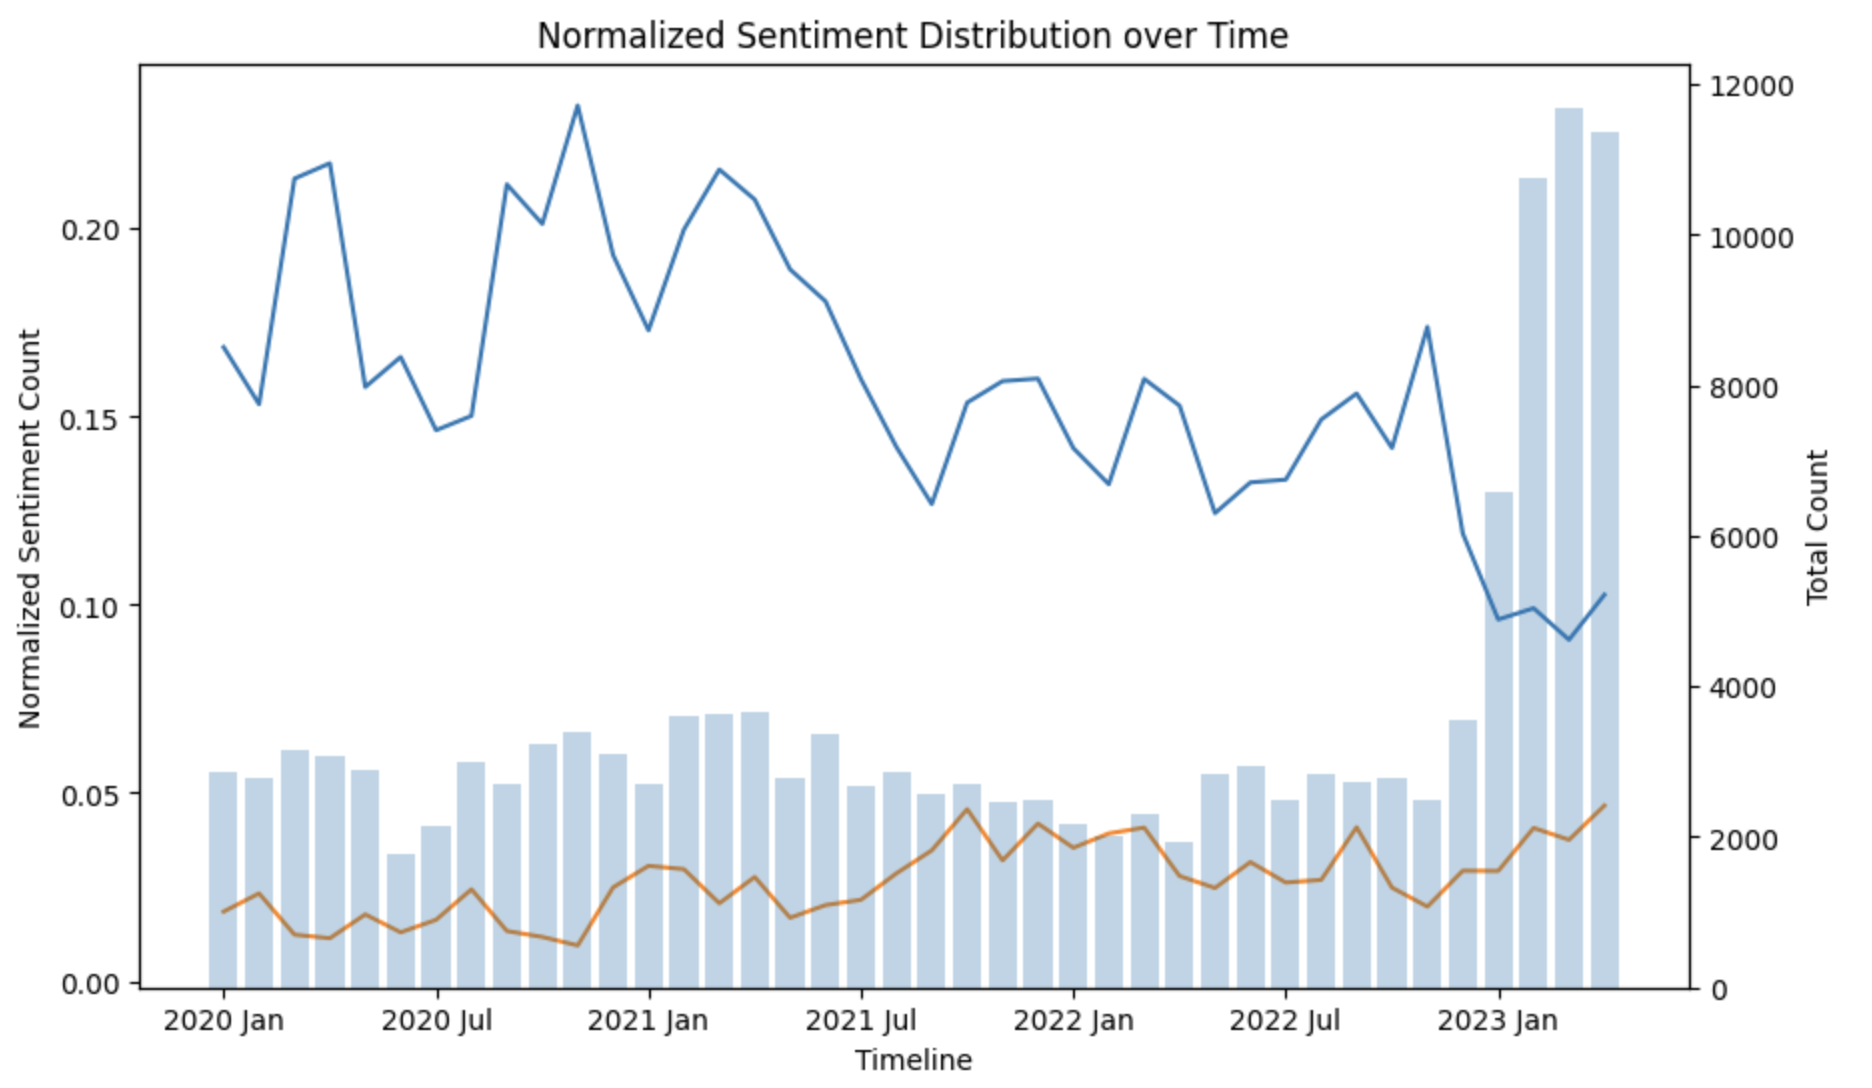 Normalized Sentiment Distribution over Time
Normalized Sentiment Count
0.20
0.15
0.10
0.05
0.00
12000
10000
8000
6000
4000
2000
0
Total Count
2020 Jan
2020 Jul
2021 Jan
2021 Jul
2022 Jan
2022 Jul
2023 Jan
Timeline